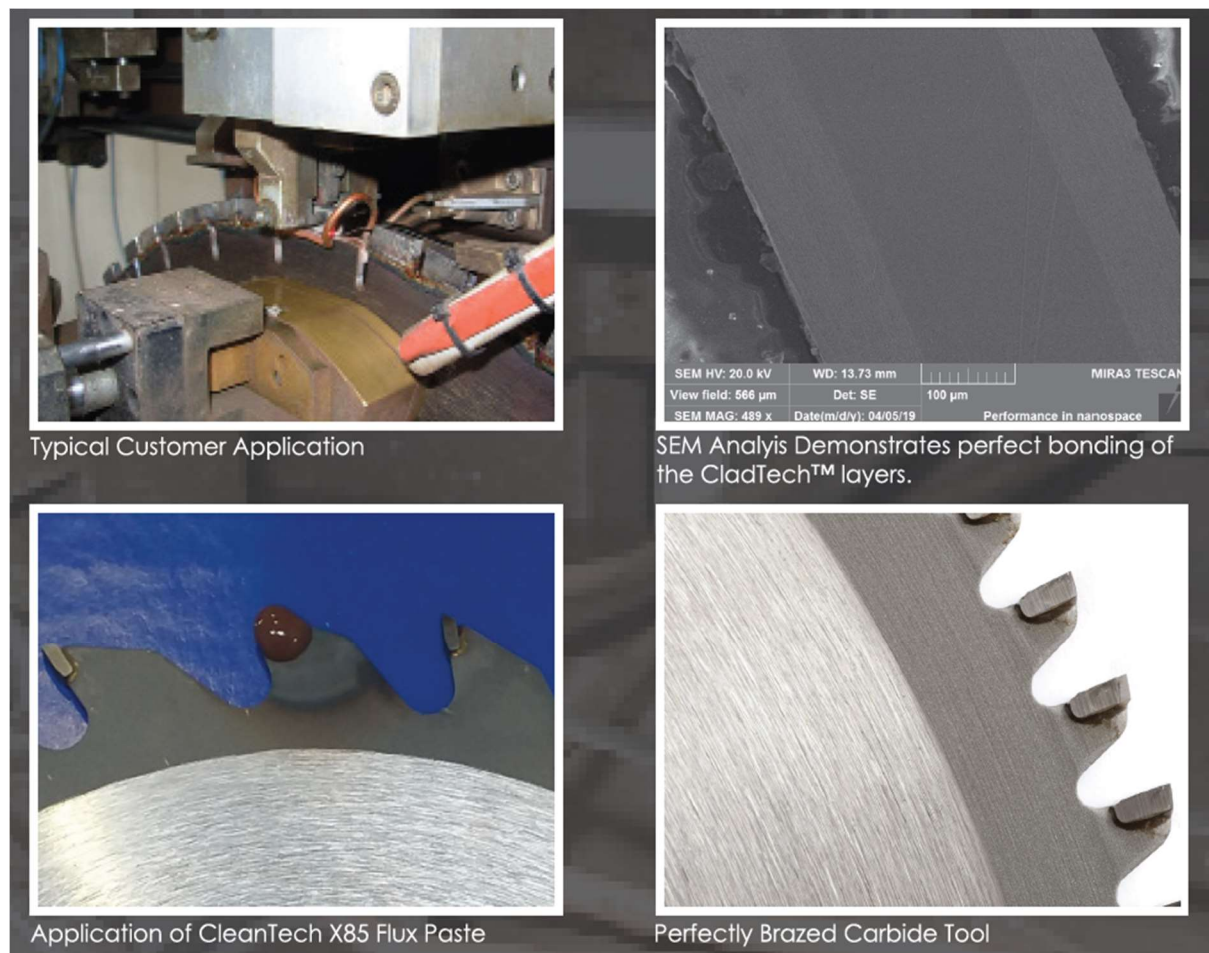 Typical Customer Application
SEM HV: 20.0 kV
WD: 13.73 mm
MIRA3 TESCAN
View field: 566 µm
Det: SE
100 µm
SEM MAG: 489 x
Date(m/d/y): 04/05/19
Performance in nanospace
SEM Analyis Demonstrates perfect bonding of
the CladTech™ layers.
Application of CleanTech X85 Flux Paste
Perfectly Brazed Carbide Tool